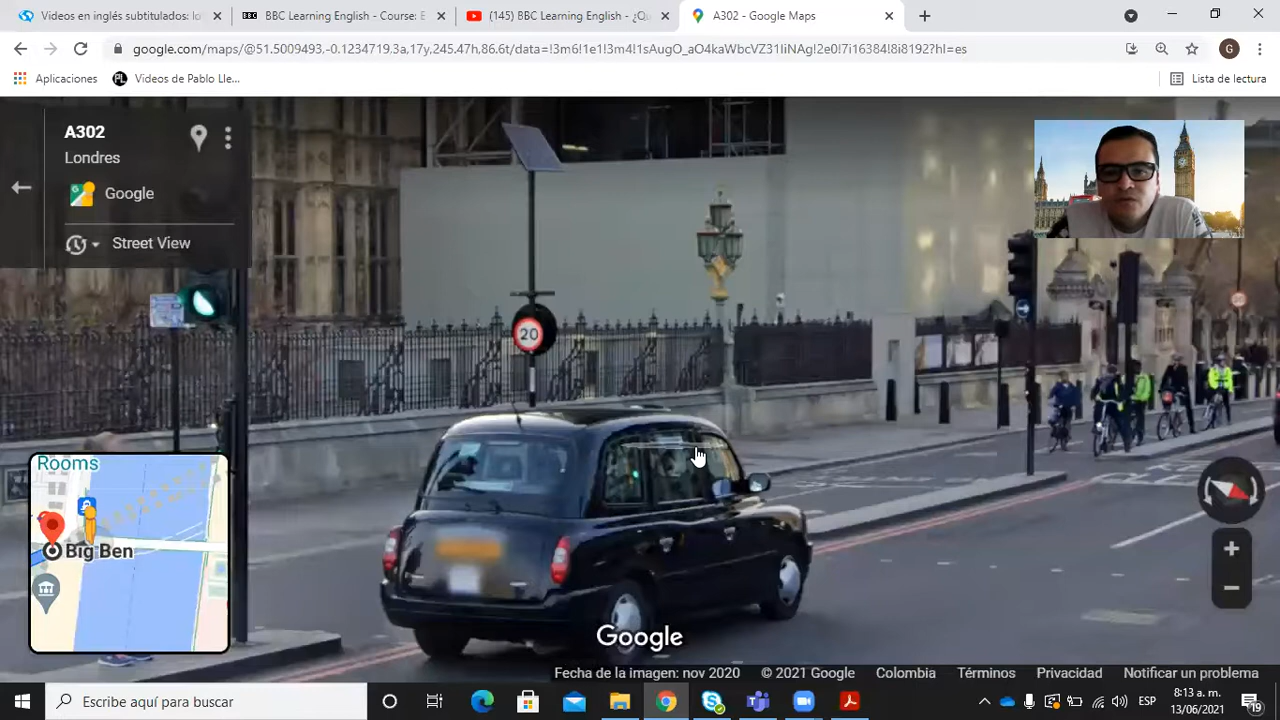 Videos en inglés subtitulados: lo
BBC Learning English - Course: E
(145) BBC Learning English - ¿Qu
A302 - Google Maps
google.com/maps/@51.5009493,-0.1234719,3a,17y,245.47h,86.6t/data=!3m6!1e1!3m4!1sAugO_aO4kaWbcVZ31IiNAg!2e0!7i16384!8i8192?hl=es
G
Aplicaciones
Videos de Pablo Lle...
Lista de lectura
A302
Londres
Google
Street View
20
Rooms
Big Ben
Google
Fecha de la imagen: nov 2020 © 2021 Google Colombia Términos Privacidad Notificar un problema
Escribe aquí para buscar
ESP
8:13 a. m.
13/06/2021
19